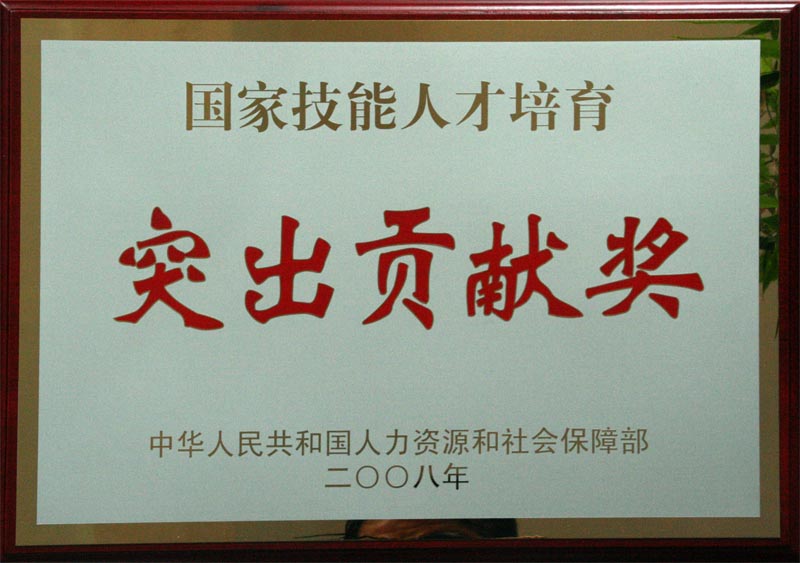 国家技能人才培育
突出贡献奖
中华人民共和国人力资源和社会保障部
二〇〇八年